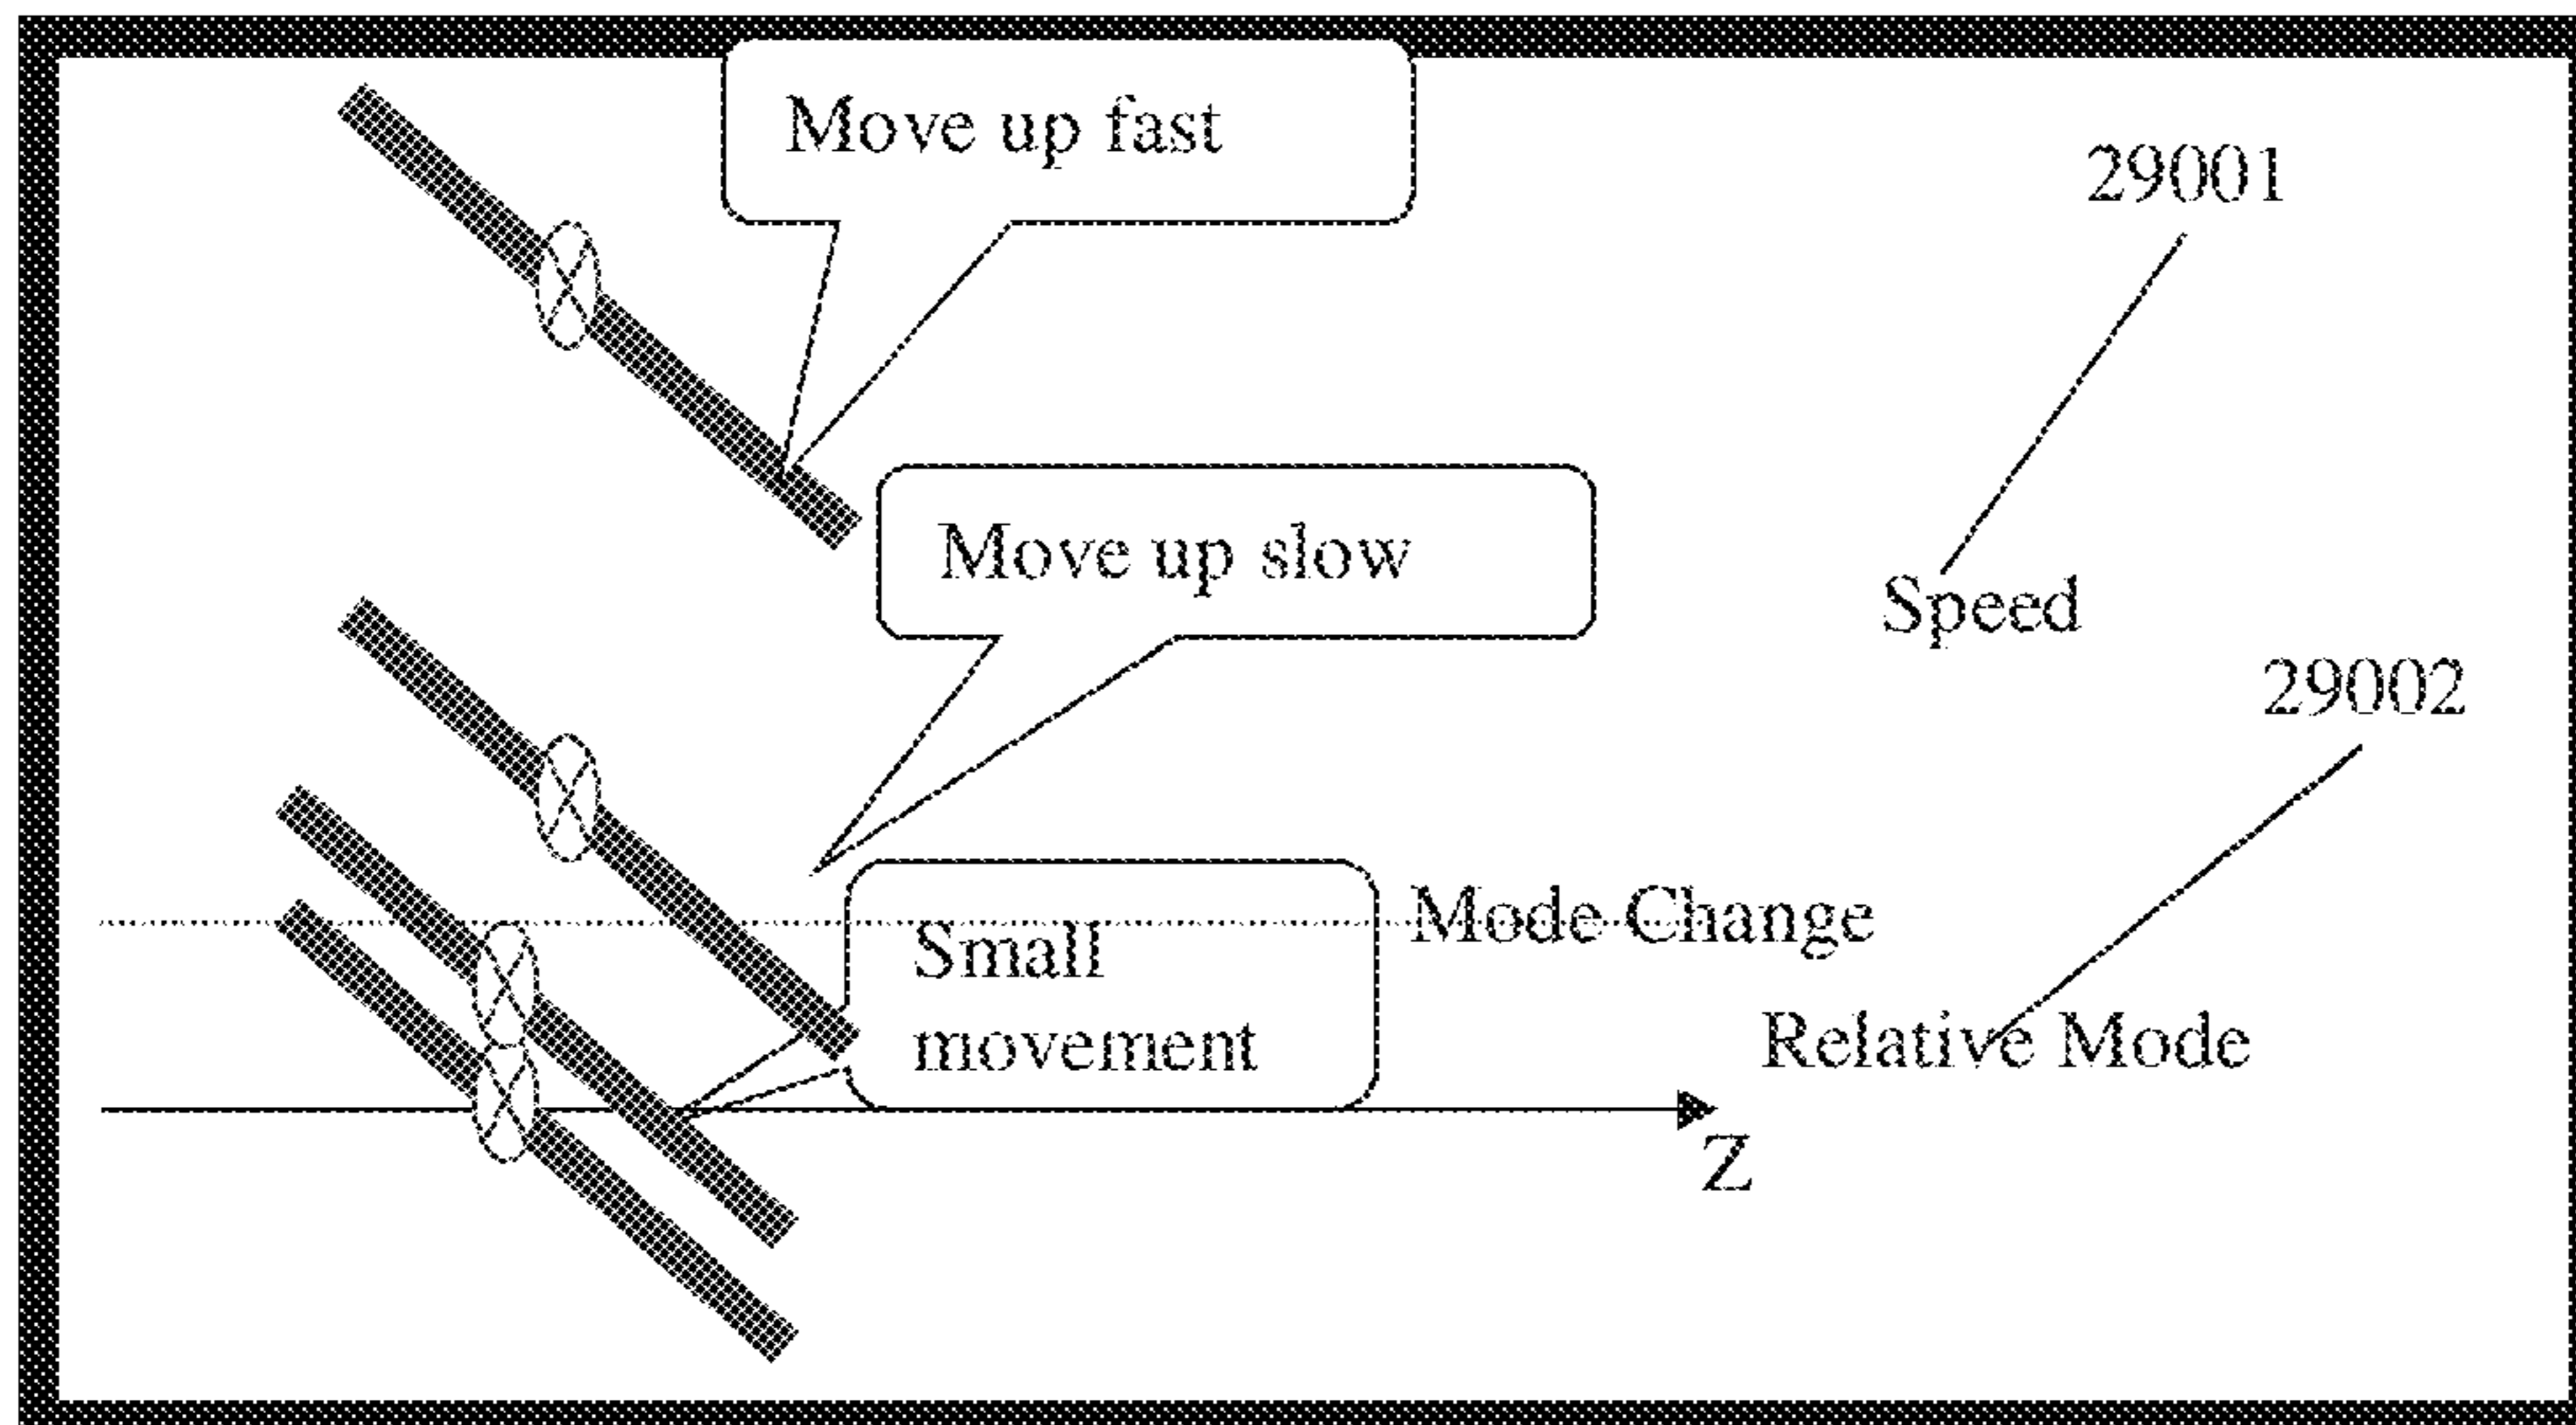 Move up fast
29001
Move up slow
Speed
29002
Mode Change
Small
movement
Relative Mode
Z